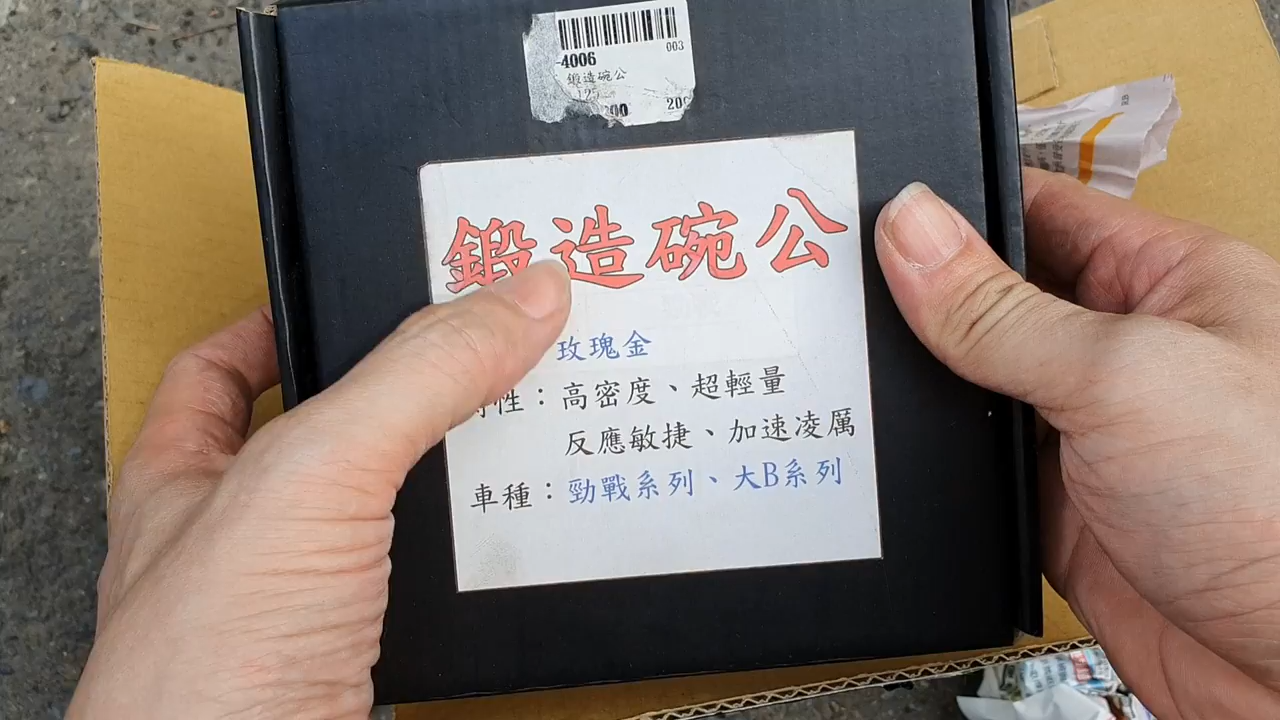 003
-4006
鍛造碗公
125
鍛造碗公
玫瑰金
特性：高密度、超輕量
反應敏捷、加速凌厲
車種：勁戰系列、大B系列